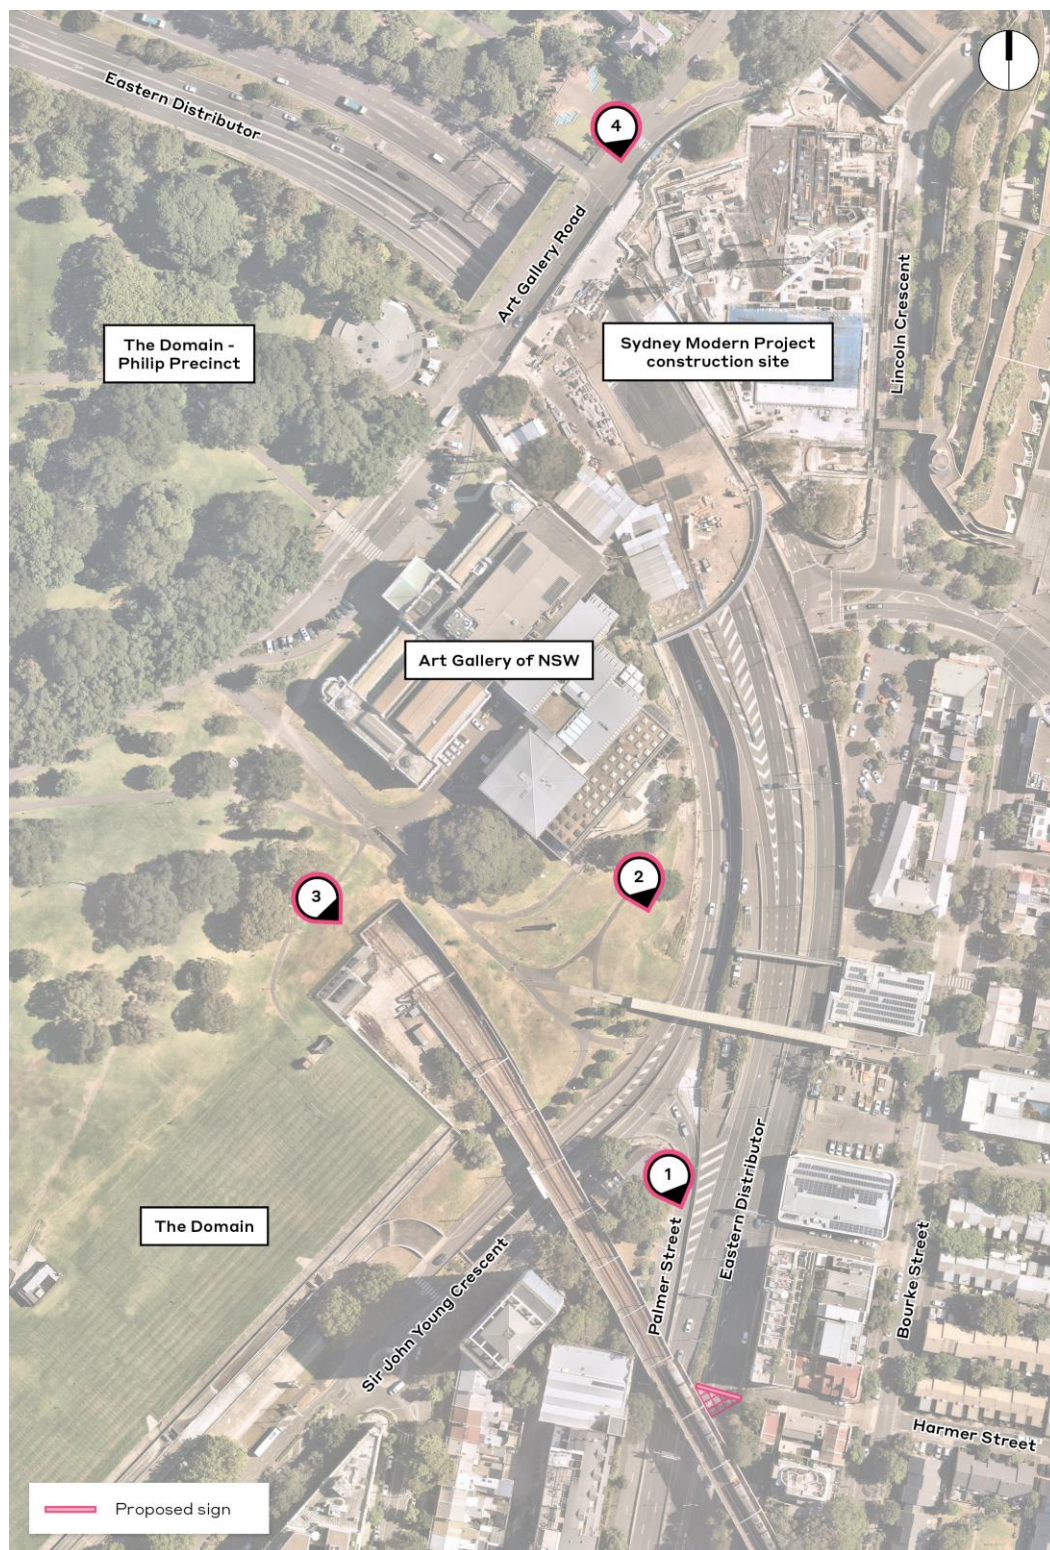 Eastern Distributor
4
Art Gallery Road
Lincoln Crescent
The Domain -
Philip Precinct
Sydney Modern Project
construction site
Art Gallery of NSW
2
3
1
The Domain
Sir John Young Crescent
Palmer Street
Eastern Distributor
Bourke Street
Harmer Street
Proposed sign